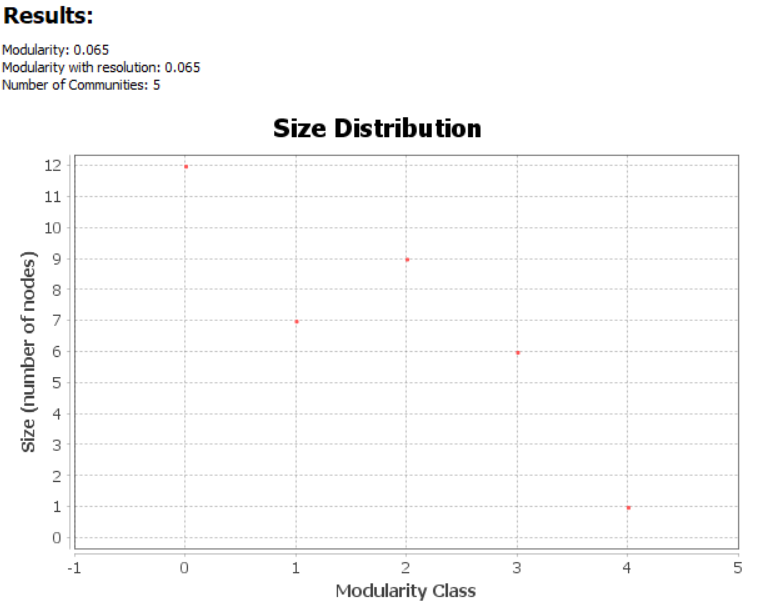 Results:
Modularity: 0.065
Modularity with resolution: 0.065
Number of Communities: 5
Size Distribution
12
11
10
9
8
7
6
5
4
3
2
1
0
Size (number of nodes)
-1 0 1 2 3 4 5
Modularity Class